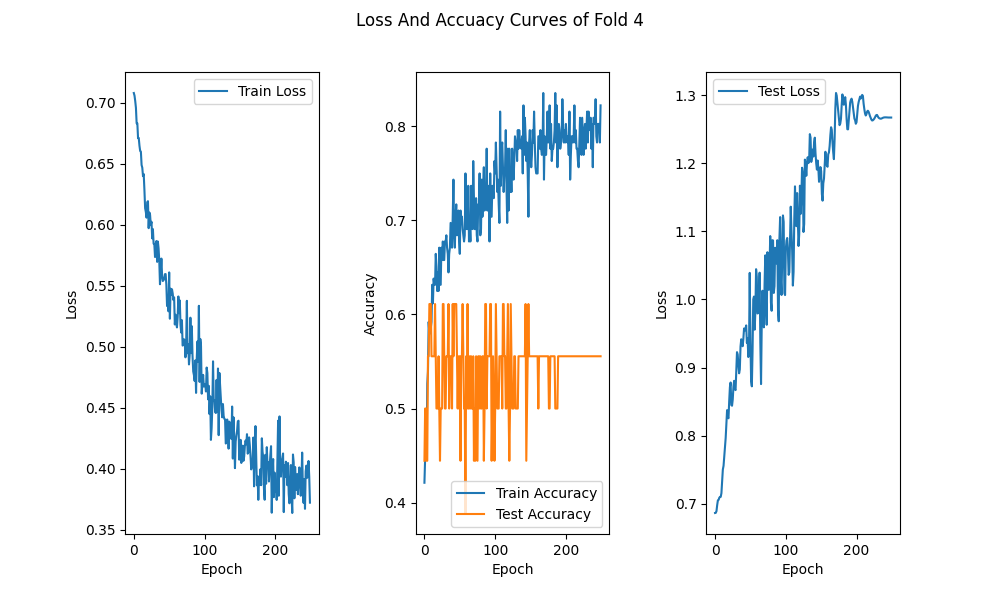 Loss And Accuacy Curves of Fold 4
Train Loss
0.70
0.65
0.60
0.55
0.50
0.45
0.40
0.35
Loss
0
100
200
Epoch
0.8
0.7
0.6
0.5
0.4
Accuracy
Train Accuracy
Test Accuracy
0
100
200
Epoch
Test Loss
1.3
1.2
1.1
1.0
0.9
0.8
0.7
Loss
0
100
200
Epoch